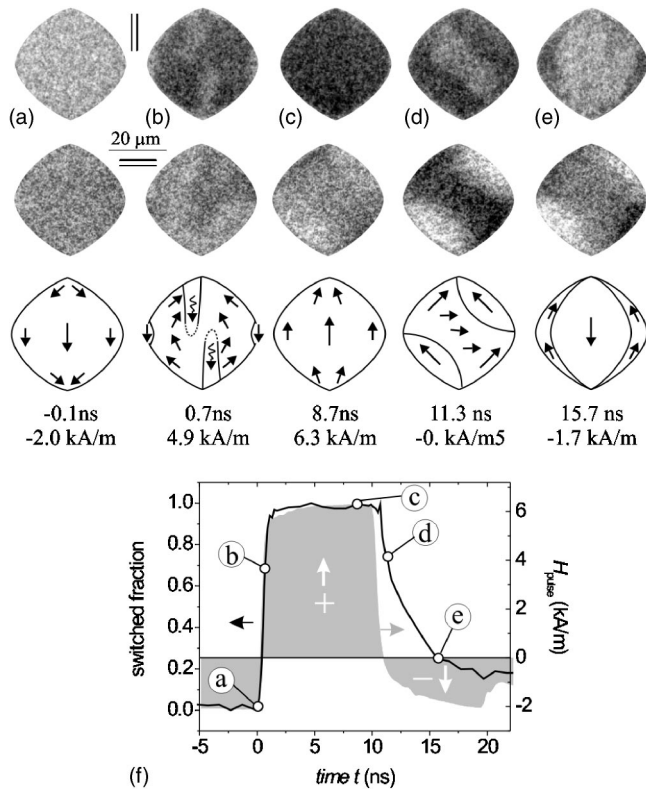 (a) (b) (c) (d) (e)
20 μm
-0.1ns 0.7ns 8.7ns 11.3 ns 15.7 ns
-2.0 kA/m 4.9 kA/m 6.3 kA/m -0. kA/m5 -1.7 kA/m
1.0
0.8
0.6
0.4
0.2
0.0
switched fraction
a
b
c
d
e
+
−
6
4
2
0
-2
H pulse (kA/m)
-5 0 5 10 15 20
time t (ns)
(f)